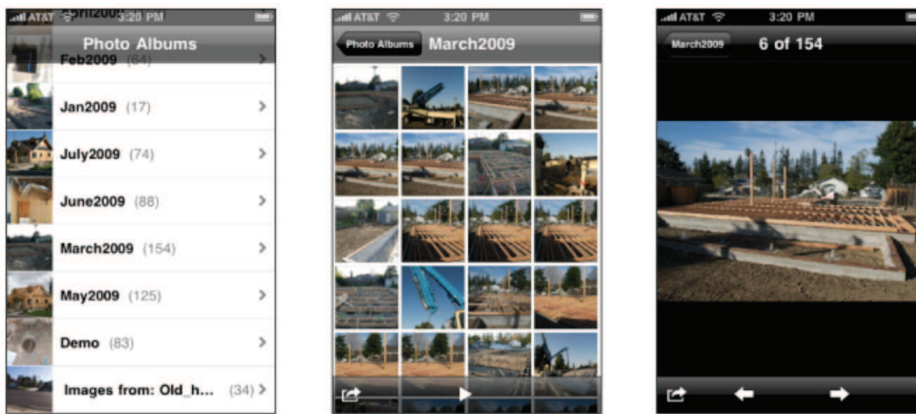 AT&T 3:20 PM
April2009
Photo Albums
Feb2009 (64)
Jan2009 (17)
July2009 (74)
June2009 (88)
March2009 (154)
May2009 (125)
Demo (83)
Images from: Old_h... (34)
AT&T 3:20 PM
Photo Albums March2009
AT&T 3:20 PM
March2009 6 of 154